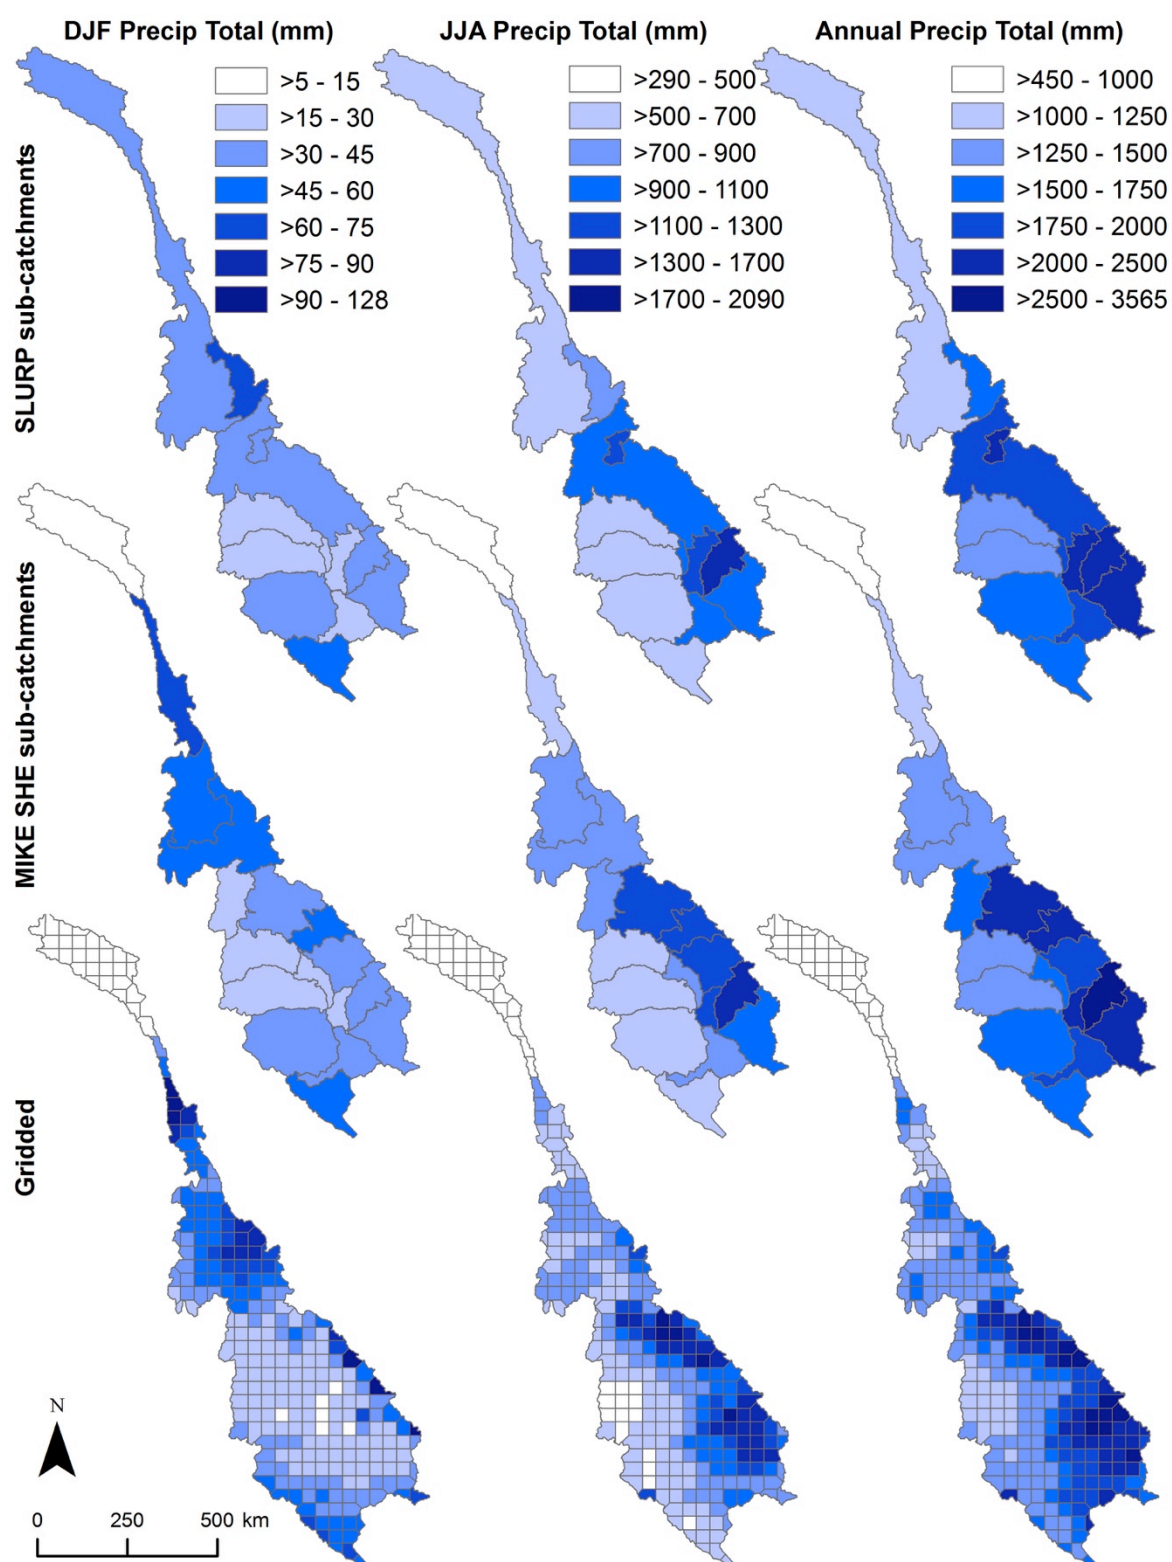 DJF Precip Total (mm)
>5 - 15
>15 - 30
>30 - 45
>45 - 60
>60 - 75
>75 - 90
>90 - 128
JJA Precip Total (mm)
>290 - 500
>500 - 700
>700 - 900
>900 - 1100
>1100 - 1300
>1300 - 1700
>1700 - 2090
Annual Precip Total (mm)
>450 - 1000
>1000 - 1250
>1250 - 1500
>1500 - 1750
>1750 - 2000
>2000 - 2500
>2500 - 3565
SLURP sub-catchments
MIKE SHE sub-catchments
Gridded
N
0 250 500 km